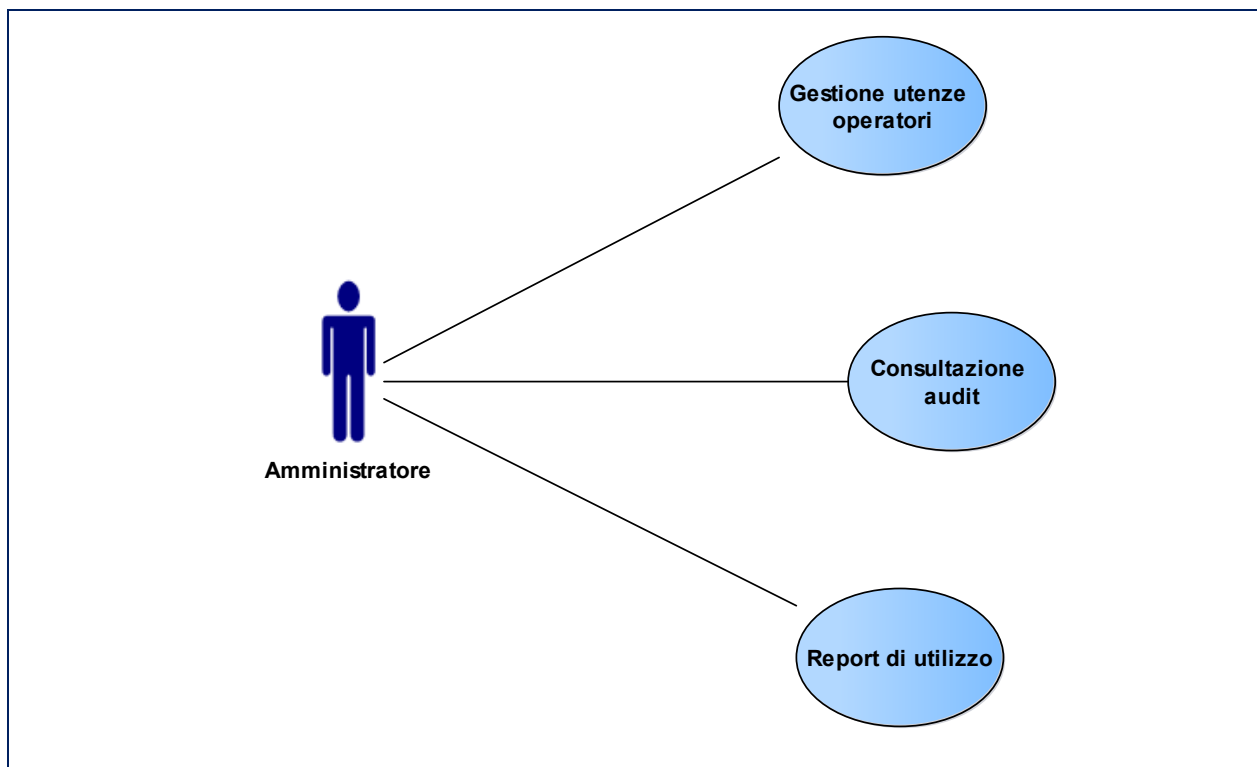 Gestione utenze
operatori
Consultazione
audit
Amministratore
Report di utilizzo